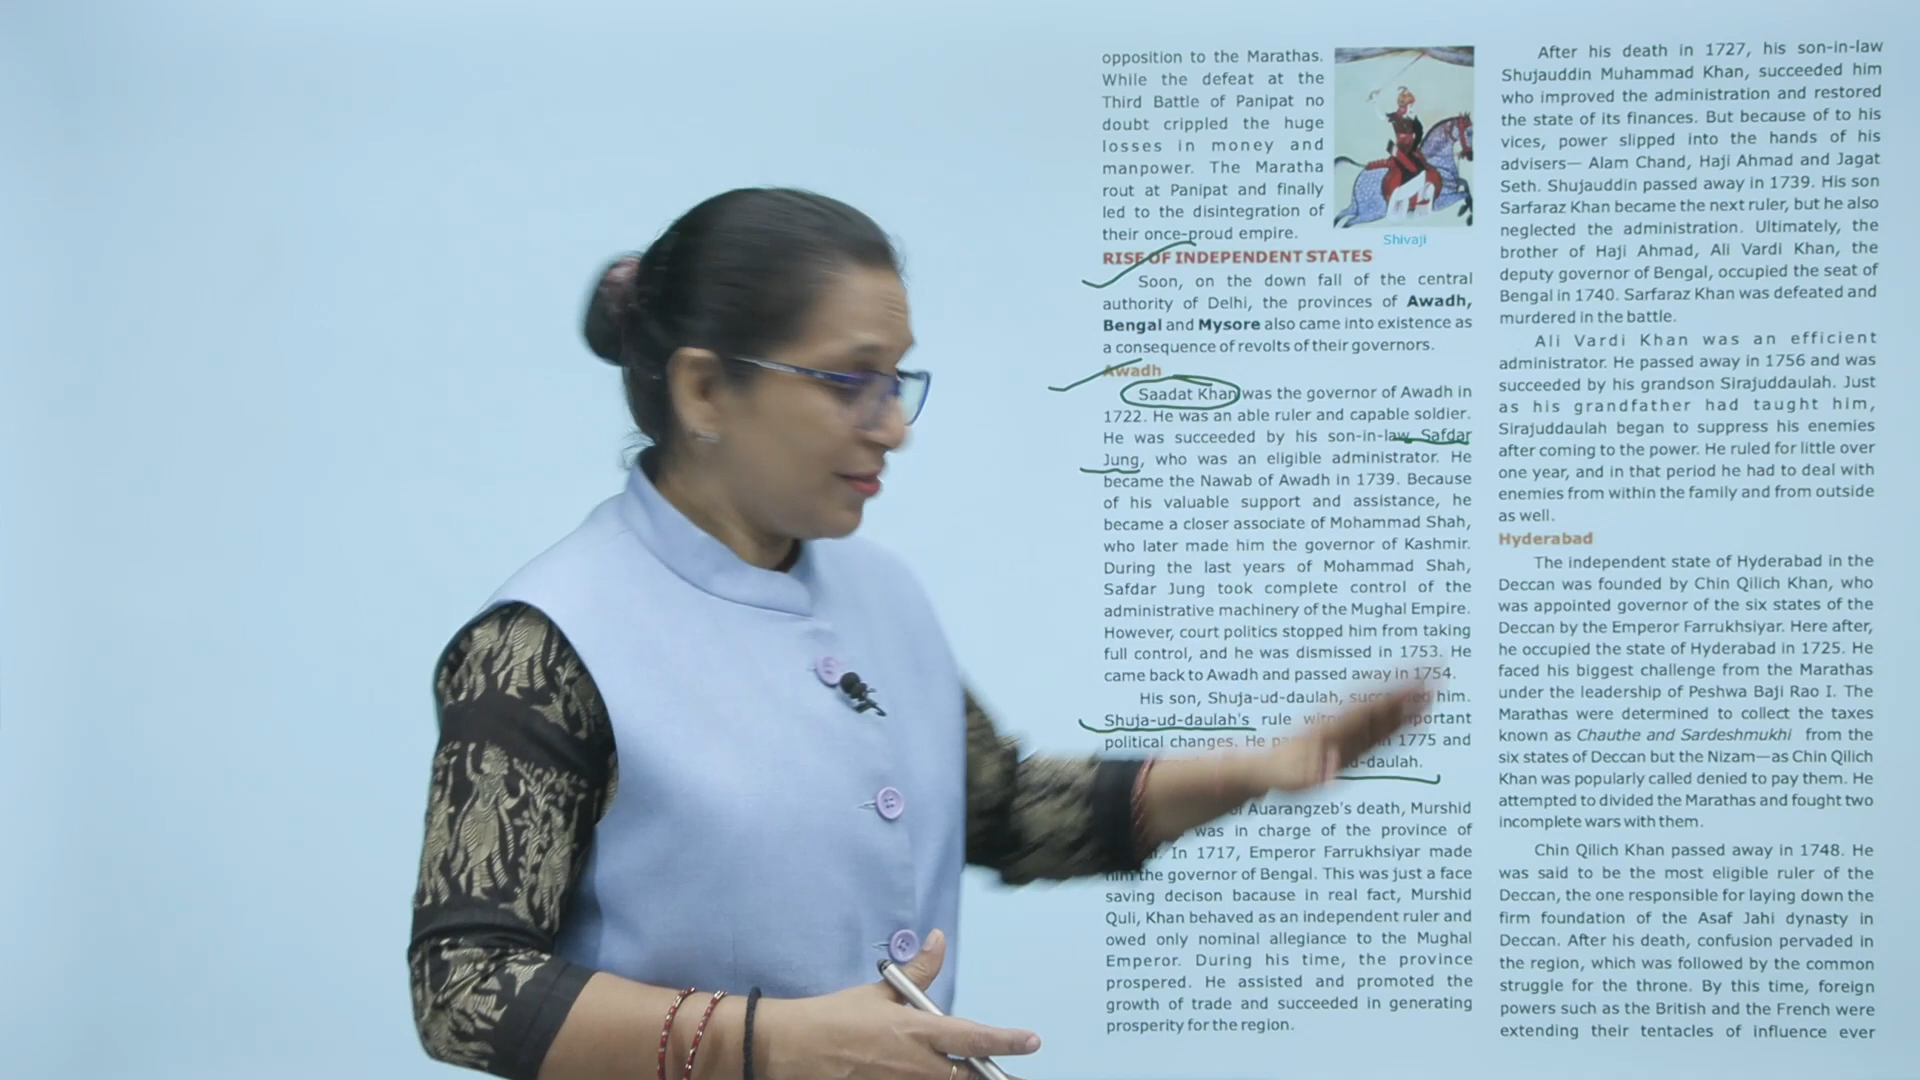 opposition to the Marathas.
While the defeat at the
Third Battle of Panipat no
doubt crippled the huge
losses in money and
manpower. The Maratha
rout at Panipat and finally
led to the disintegration of
their once-proud empire.
Shivaji
RISE OF INDEPENDENT STATES
Soon, on the down fall of the central
authority of Delhi, the provinces of Awadh,
Bengal and Mysore also came into existence as
a consequence of revolts of their governors.
Awadh
Saadat Khan was the governor of Awadh in
1722. He was an able ruler and capable soldier.
He was succeeded by his son-in-law Safdar
Jung, who was an eligible administrator. He
became the Nawab of Awadh in 1739. Because
of his valuable support and assistance, he
became a closer associate of Mohammad Shah,
who later made him the governor of Kashmir.
During the last years of Mohammad Shah,
Safdar Jung took complete control of the
administrative machinery of the Mughal Empire.
However, court politics stopped him from taking
full control, and he was dismissed in 1753. He
came back to Awadh and passed away in 1754.
His son, Shuja-ud-daulah, him.
Shuja-ud-daulah's rule
political changes. He 1775 and
Auarangzeb's death, Murshid
was in charge of the province of
In 1717, Emperor Farrukhsiyar made
him the governor of Bengal. This was just a face
saving decison bacause in real fact, Murshid
Quli, Khan behaved as an independent ruler and
owed only nominal allegiance to the Mughal
Emperor. During his time, the province
prospered. He assisted and promoted the
growth of trade and succeeded in generating
prosperity for the region.
After his death in 1727, his son-in-law
Shujauddin Muhammad Khan, succeeded him
who improved the administration and restored
the state of its finances. But because of to his
vices, power slipped into the hands of his
advisers— Alam Chand, Haji Ahmad and Jagat
Seth. Shujauddin passed away in 1739. His son
Sarfaraz Khan became the next ruler, but he also
neglected the administration. Ultimately, the
brother of Haji Ahmad, Ali Vardi Khan, the
deputy governor of Bengal, occupied the seat of
Bengal in 1740. Sarfaraz Khan was defeated and
murdered in the battle.
Ali Vardi Khan was an efficient
administrator. He passed away in 1756 and was
succeeded by his grandson Sirajuddaulah. Just
as his grandfather had taught him,
Sirajuddaulah began to suppress his enemies
after coming to the power. He ruled for little over
one year, and in that period he had to deal with
enemies from within the family and from outside
as well.
Hyderabad
The independent state of Hyderabad in the
Deccan was founded by Chin Qilich Khan, who
was appointed governor of the six states of the
Deccan by the Emperor Farrukhsiyar. Here after,
he occupied the state of Hyderabad in 1725. He
faced his biggest challenge from the Marathas
under the leadership of Peshwa Baji Rao I. The
Marathas were determined to collect the taxes
known as Chauthe and Sardeshmukhi from the
six states of Deccan but the Nizam—as Chin Qilich
Khan was popularly called denied to pay them. He
attempted to divided the Marathas and fought two
incomplete wars with them.
Chin Qilich Khan passed away in 1748. He
was said to be the most eligible ruler of the
Deccan, the one responsible for laying down the
firm foundation of the Asaf Jahi dynasty in
Deccan. After his death, confusion pervaded in
the region, which was followed by the common
struggle for the throne. By this time, foreign
powers such as the British and the French were
extending their tentacles of influence ever